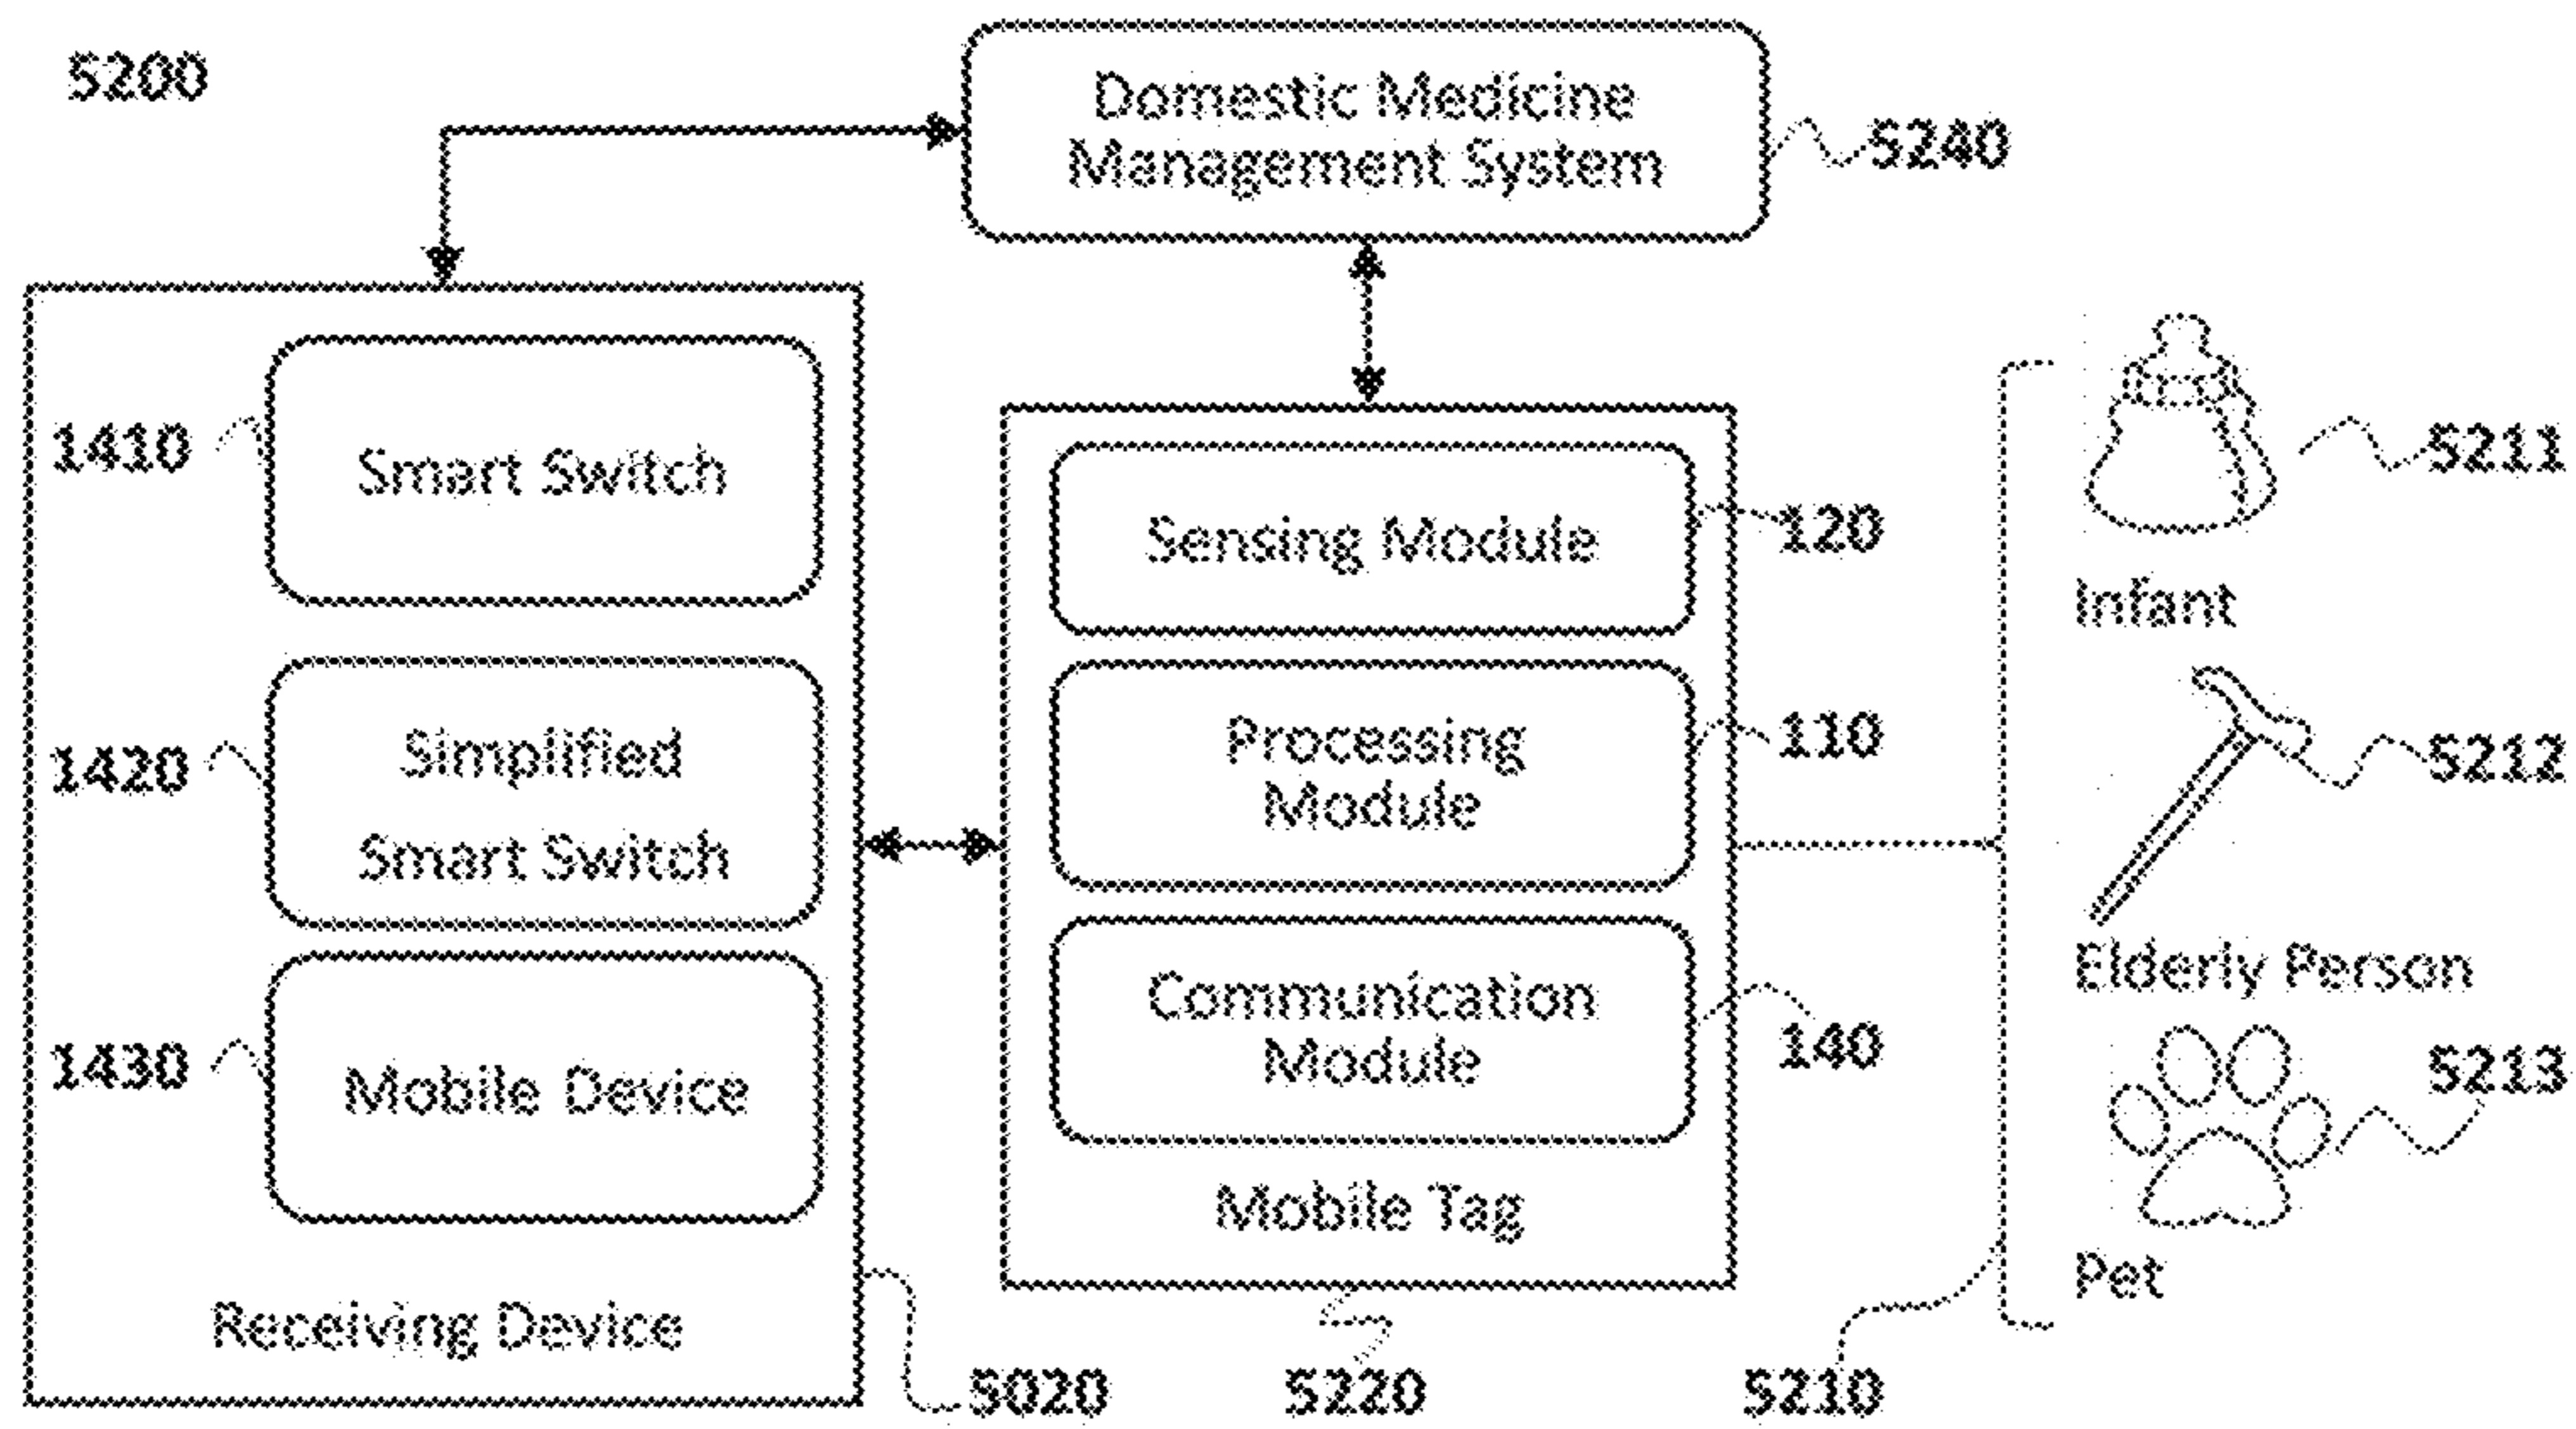 5200
Domestic Medicine
Management System
5240
1410
Smart Switch
1420
Simplified
Smart Switch
1430
Mobile Device
Receiving Device
5020
Sensing Module
120
Processing
Module
110
Communication
Module
140
Mobile Tag
5220
5211
Infant
5212
Elderly Person
5213
Pet
5210